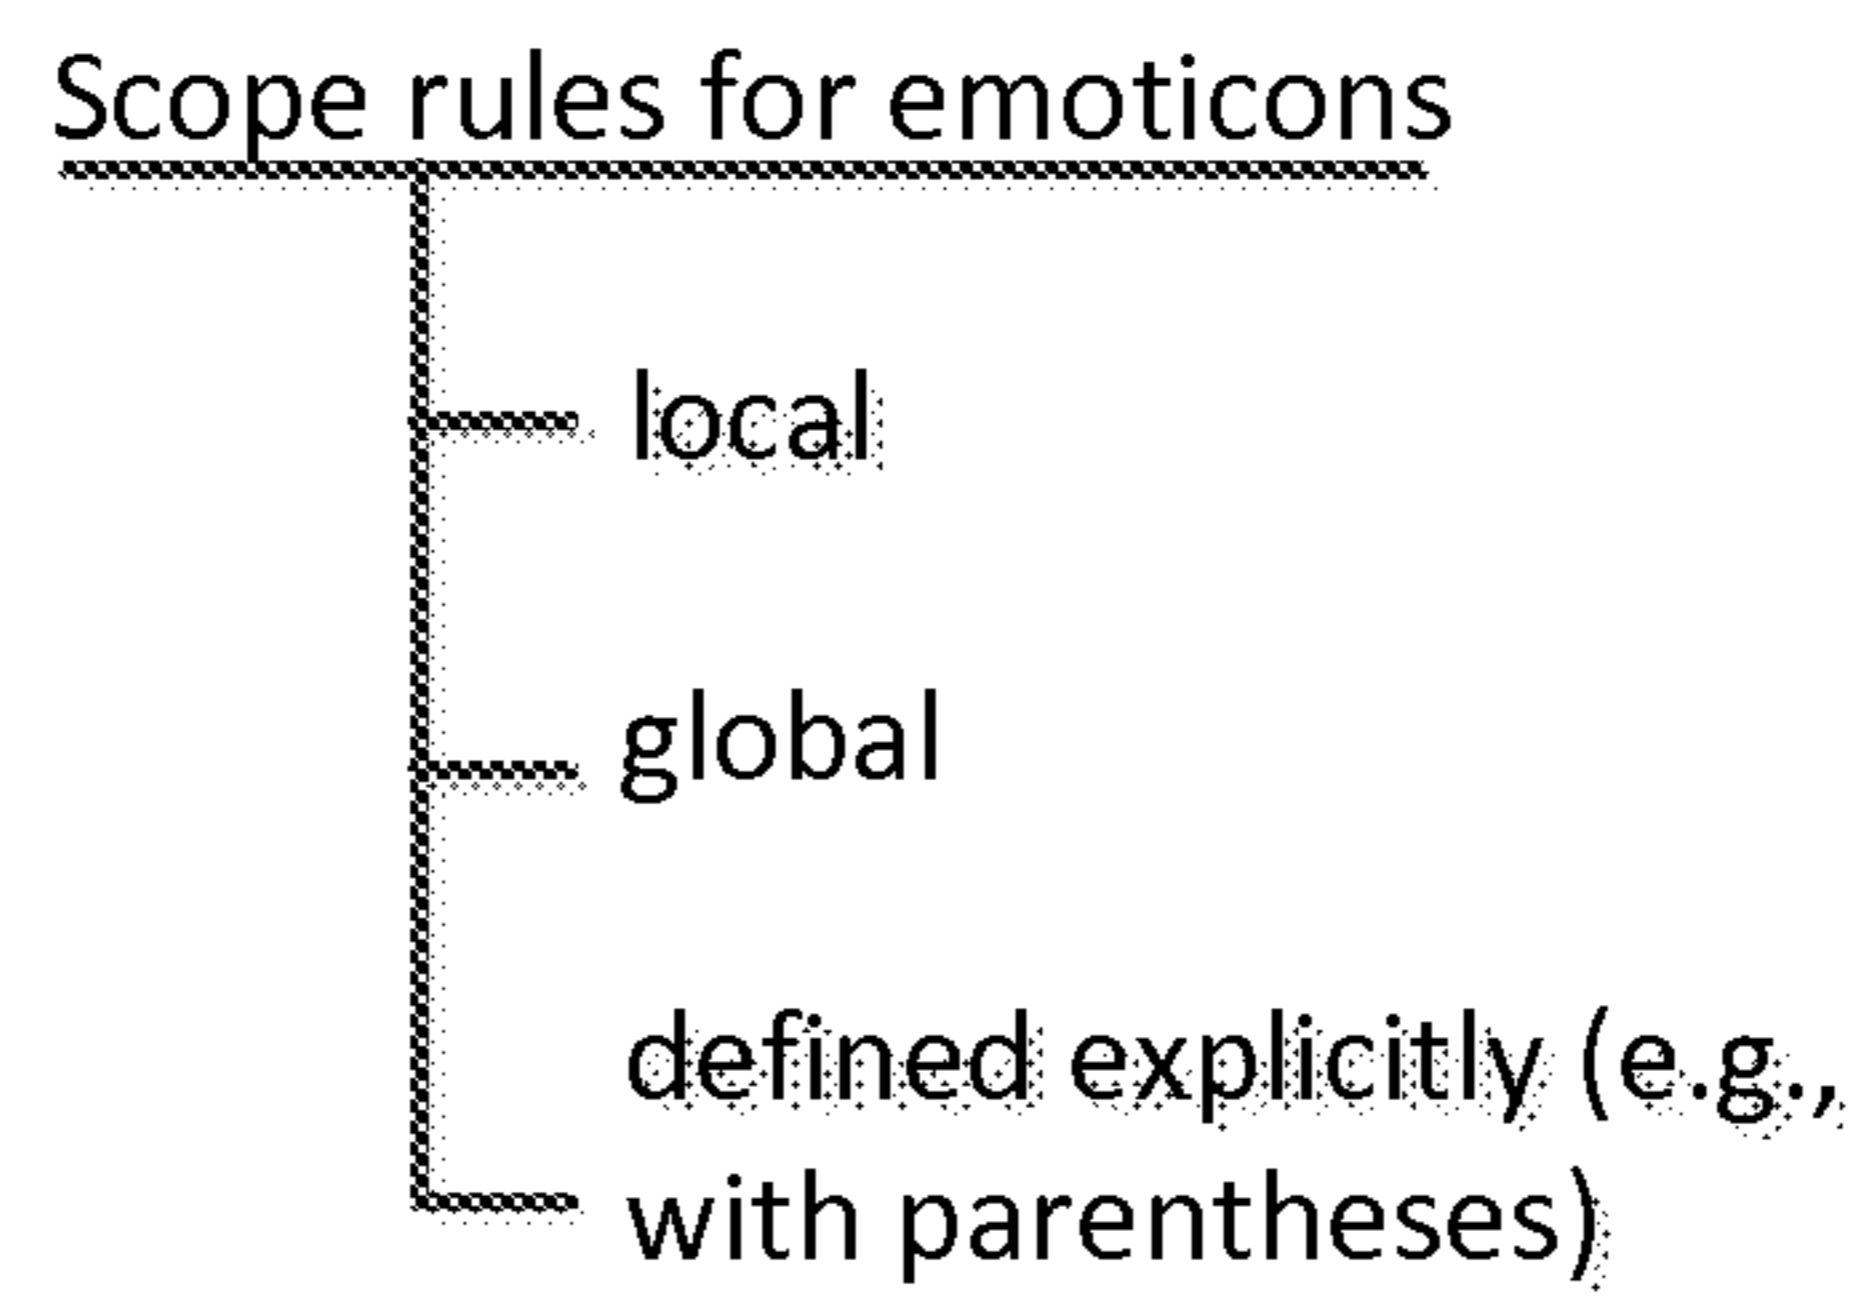 Scope rules for emoticons
local
global
defined explicitly (e.g.,
with parentheses)